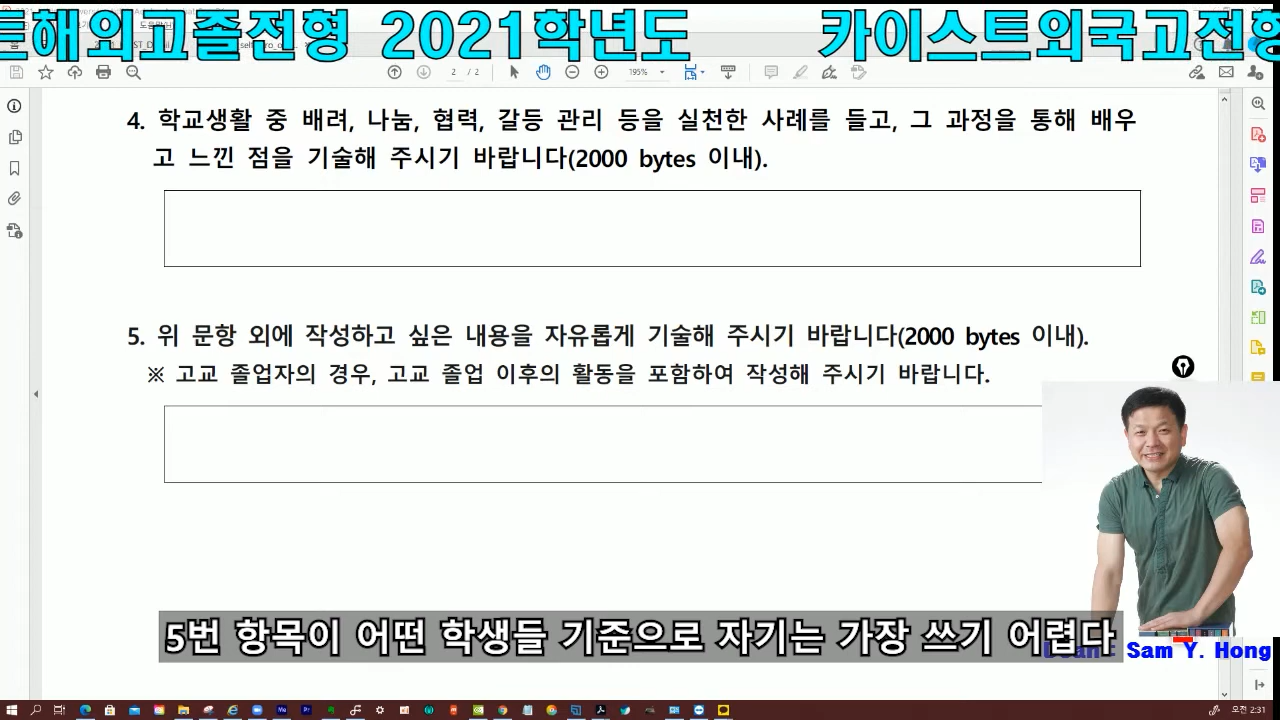 트해외고졸전형 2021학년도 카이스트외국고전형
2 / 2
195%
4. 학교생활 중 배려, 나눔, 협력, 갈등 관리 등을 실천한 사례를 들고, 그 과정을 통해 배우
고 느낀 점을 기술해 주시기 바랍니다(2000 bytes 이내).
5. 위 문항 외에 작성하고 싶은 내용을 자유롭게 기술해 주시기 바랍니다(2000 bytes 이내).
※ 고교 졸업자의 경우, 고교 졸업 이후의 활동을 포함하여 작성해 주시기 바랍니다.
5번 항목이 어떤 학생들 기준으로 자기는 가장 쓰기 어렵다
Sam Y. Hong
오전 2:31